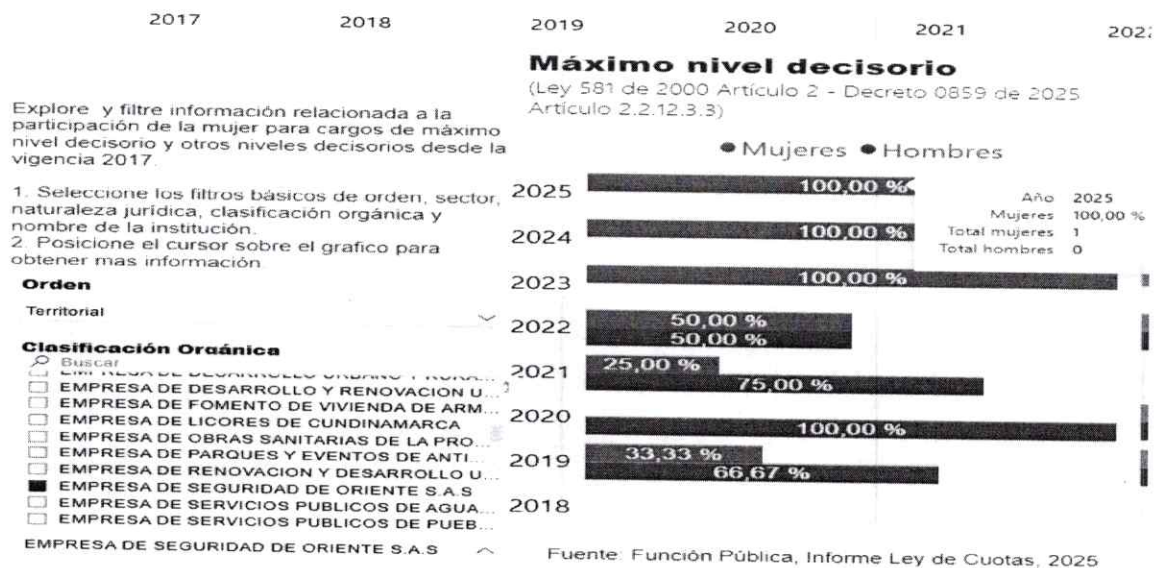 2017
2018
2019
2020
2021
Máximo nivel decisorio
(Ley 581 de 2000 Artículo 2 - Decreto 0859 de 2025
Artículo 2.2.12.3.3)
Explore y filtre información relacionada a la
participación de la mujer para cargos de máximo
nivel decisorio y otros niveles decisorios desde la
vigencia 2017.
1. Seleccione los filtros básicos de orden, sector,
naturaleza jurídica, clasificación orgánica y
nombre de la institución.
2. Posicione el cursor sobre el grafico para
obtener mas información
Orden
Territorial
Clasificación Orgánica
Buscar
EMPRESA DE DESARROLLO URBANO Y RURA...
EMPRESA DE DESARROLLO Y RENOVACION U...
EMPRESA DE FOMENTO DE VIVIENDA DE ARM...
EMPRESA DE LICORES DE CUNDINAMARCA
EMPRESA DE OBRAS SANITARIAS DE LA PRO...
EMPRESA DE PARQUES Y EVENTOS DE ANTI...
EMPRESA DE RENOVACION Y DESARROLLO U...
EMPRESA DE SEGURIDAD DE ORIENTE S.A.S
EMPRESA DE SERVICIOS PUBLICOS DE AGUA...
EMPRESA DE SERVICIOS PUBLICOS DE PUEB...
EMPRESA DE SEGURIDAD DE ORIENTE S.A.S
Mujeres Hombres
2025 100,00 %
Año 2025
Mujeres 100,00 %
Total mujeres 1
Total hombres 0
2024 100,00 %
2023 100,00 %
2022 50,00 %
50,00 %
2021 25,00 %
75,00 %
2020 100,00 %
2019 33,33 %
66,67 %
2018
Fuente: Función Pública, Informe Ley de Cuotas, 2025